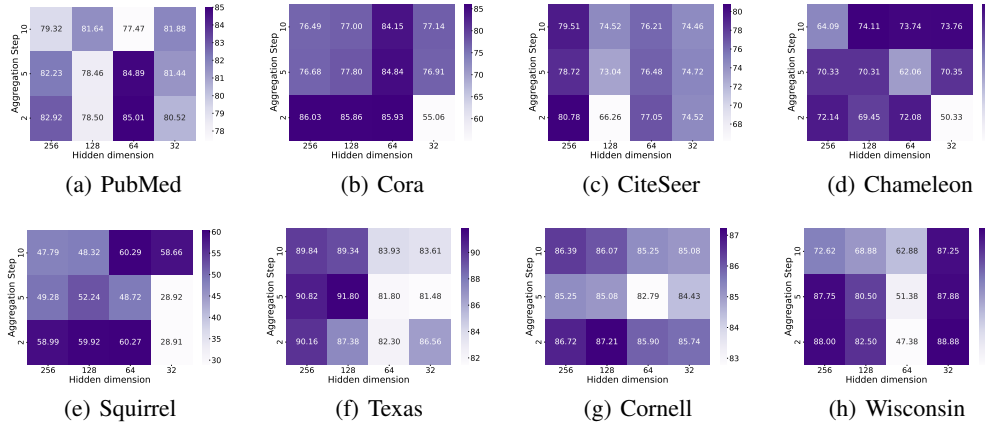 Aggregation Step
10
5
2
79.32 81.64 77.47 81.88
82.23 78.46 84.89 81.44
82.92 78.50 85.01 80.52
256 128 64 32
Hidden dimension
85
84
83
82
81
80
79
78
(a) PubMed
Aggregation Step
10
5
2
76.49 77.00 84.15 77.14
76.68 77.80 84.84 76.91
86.03 85.86 85.93 55.06
256 128 64 32
Hidden dimension
85
80
75
70
65
60
(b) Cora
Aggregation Step
10
5
2
79.51 74.52 76.21 74.46
78.72 73.04 76.48 74.72
80.78 66.26 77.05 74.52
256 128 64 32
Hidden dimension
80
78
76
74
72
70
68
(c) CiteSeer
Aggregation Step
10
5
2
64.09 74.11 73.74 73.76
70.33 70.31 62.06 70.35
72.14 69.45 72.08 50.33
256 128 64 32
Hidden dimension
(d) Chameleon
Aggregation Step
10
5
2
47.79 48.32 60.29 58.66
49.28 52.24 48.72 28.92
58.99 59.92 60.27 28.91
256 128 64 32
Hidden dimension
60
55
50
45
40
35
30
(e) Squirrel
Aggregation Step
10
5
2
89.84 89.34 83.93 83.61
90.82 91.80 81.80 81.48
90.16 87.38 82.30 86.56
256 128 64 32
Hidden dimension
90
88
86
84
82
(f) Texas
Aggregation Step
10
5
2
86.39 86.07 85.25 85.08
85.25 85.08 82.79 84.43
86.72 87.21 85.90 85.74
256 128 64 32
Hidden dimension
87
86
85
84
83
(g) Cornell
Aggregation Step
10
5
2
72.62 68.88 62.88 87.25
87.75 80.50 51.38 87.88
88.00 82.50 47.38 88.88
256 128 64 32
Hidden dimension
(h) Wisconsin